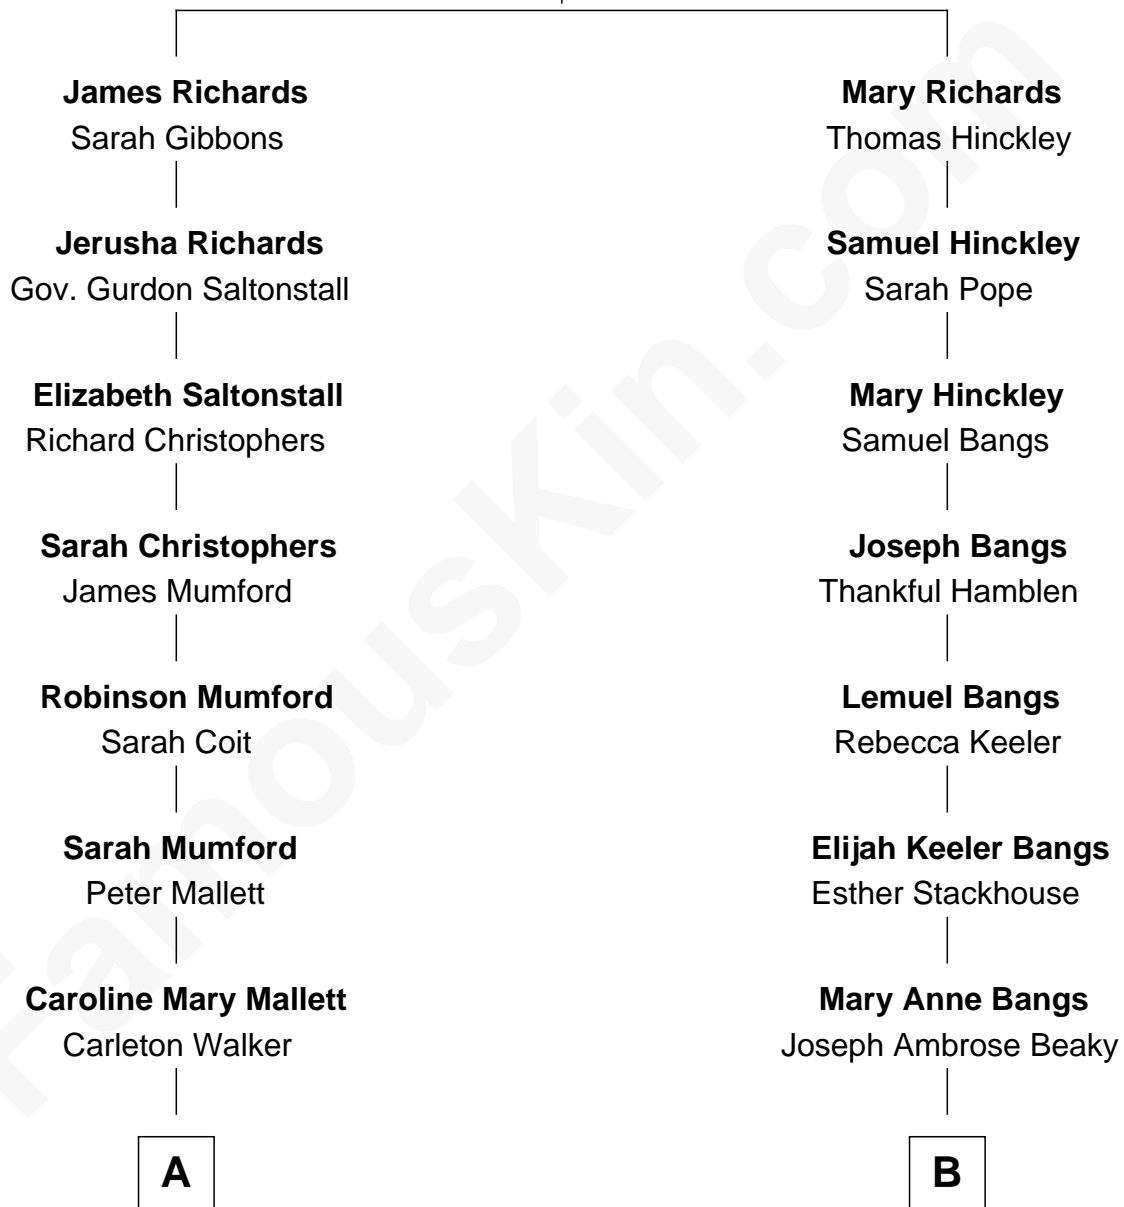 James Richards
Sarah Gibbons
Jerusha Richards
Gov. Gurdon Saltonstall
Elizabeth Saltonstall
Richard Christophers
Sarah Christophers
James Mumford
Robinson Mumford
Sarah Coit
Sarah Mumford
Peter Mallett
Caroline Mary Mallett
Carleton Walker
A
Mary Richards
Thomas Hinckley
Samuel Hinckley
Sarah Pope
Mary Hinckley
Samuel Bangs
Joseph Bangs
Thankful Hamblen
Lemuel Bangs
Rebecca Keeler
Elijah Keeler Bangs
Esther Stackhouse
Mary Anne Bangs
Joseph Ambrose Beaky
B
FamousKin.com